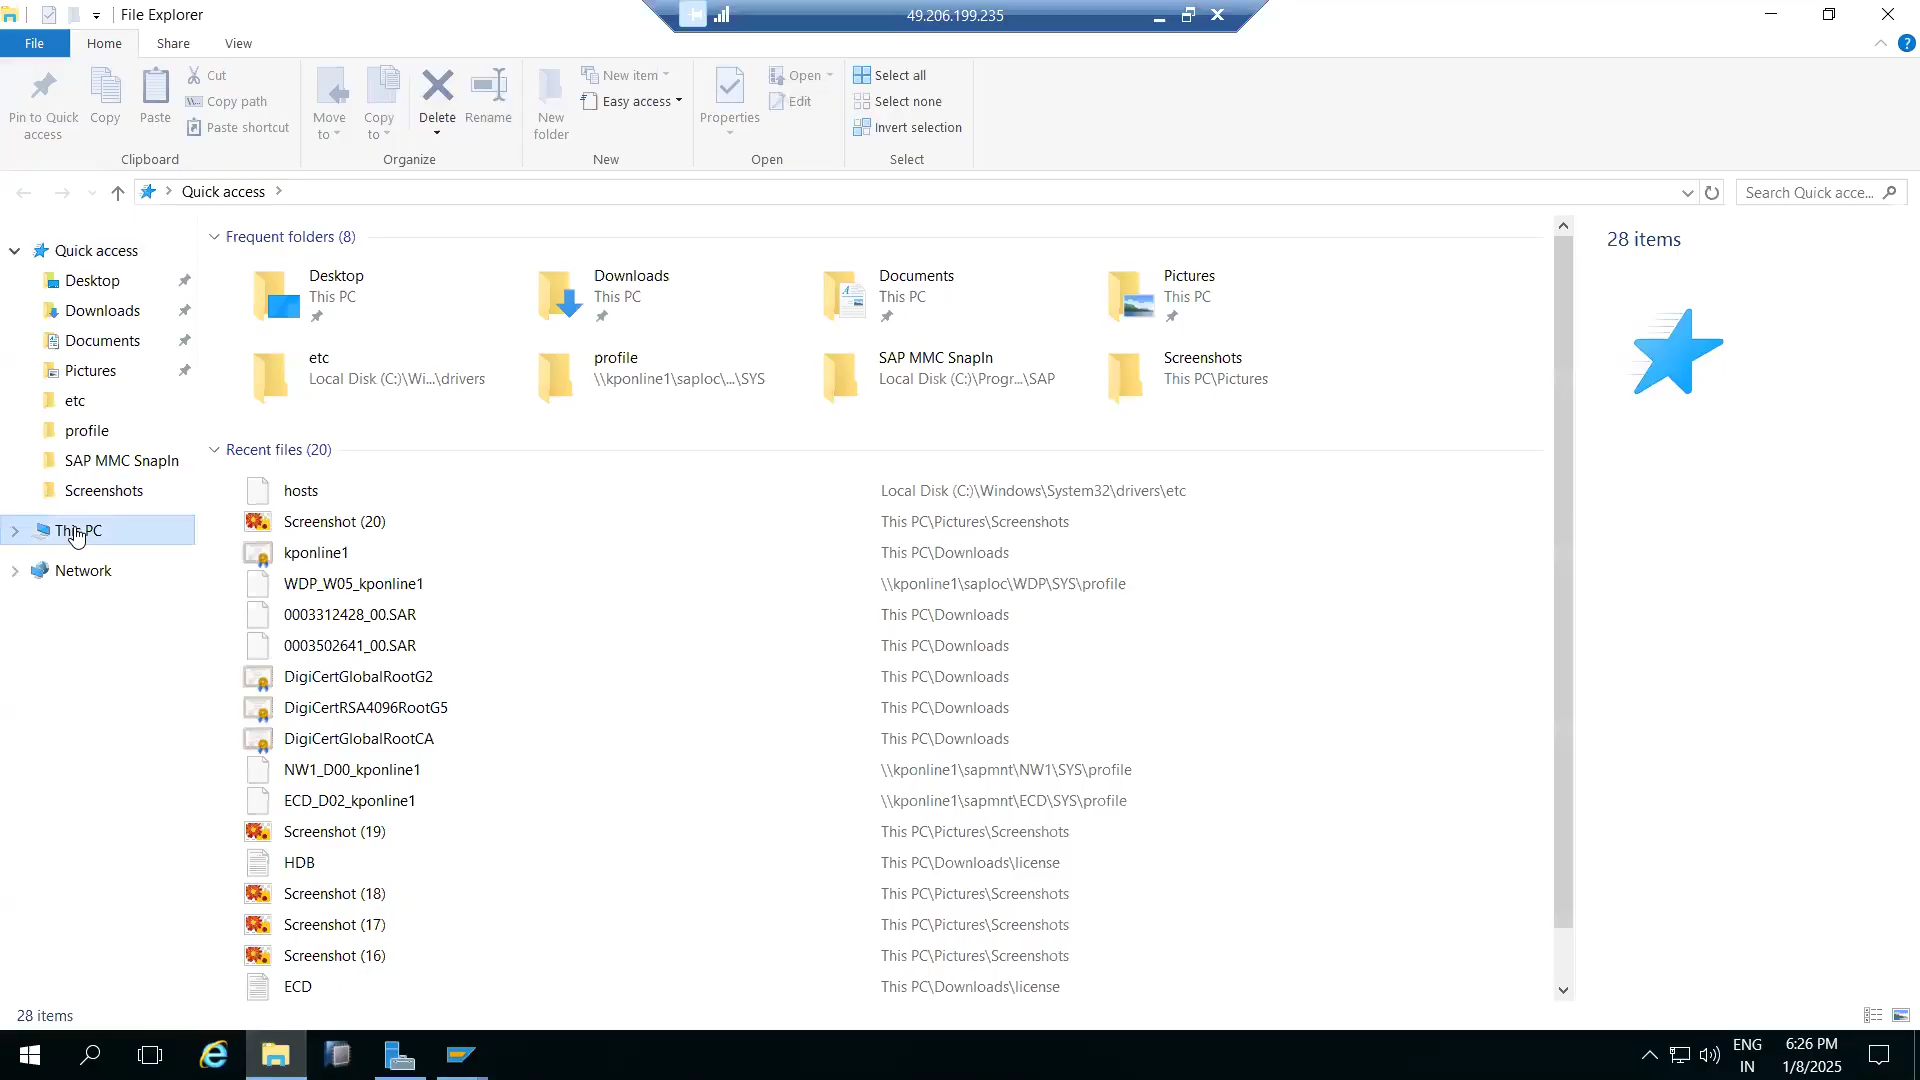 File Explorer
49.206.199.235
File
Home
Share
View
Pin to Quick access
Copy
Paste
Cut
Copy path
Paste shortcut
Clipboard
Move to
Copy to
Delete
Rename
Organize
New folder
New item
Easy access
New
Properties
Open
Edit
Open
Select all
Select none
Invert selection
Select
Quick access
Search Quick acce...
Quick access
Desktop
Downloads
Documents
Pictures
etc
profile
SAP MMC SnapIn
Screenshots
This PC
Network
Frequent folders (8)
Desktop
This PC
Downloads
This PC
Documents
This PC
Pictures
This PC
etc
Local Disk (C:)\Wi...\drivers
profile
\\kponline1\saploc\...\SYS
SAP MMC SnapIn
Local Disk (C:)\Progr...\SAP
Screenshots
This PC\Pictures
Recent files (20)
hosts Local Disk (C:)\Windows\System32\drivers\etc
Screenshot (20) This PC\Pictures\Screenshots
kponline1 This PC\Downloads
WDP_W05_kponline1 \\kponline1\saploc\WDP\SYS\profile
0003312428_00.SAR This PC\Downloads
0003502641_00.SAR This PC\Downloads
DigiCertGlobalRootG2 This PC\Downloads
DigiCertRSA4096RootG5 This PC\Downloads
DigiCertGlobalRootCA This PC\Downloads
NW1_D00_kponline1 \\kponline1\sapmnt\NW1\SYS\profile
ECD_D02_kponline1 \\kponline1\sapmnt\ECD\SYS\profile
Screenshot (19) This PC\Pictures\Screenshots
HDB This PC\Downloads\license
Screenshot (18) This PC\Pictures\Screenshots
Screenshot (17) This PC\Pictures\Screenshots
Screenshot (16) This PC\Pictures\Screenshots
ECD This PC\Downloads\license
28 items
28 items
ENG
IN
6:26 PM
1/8/2025